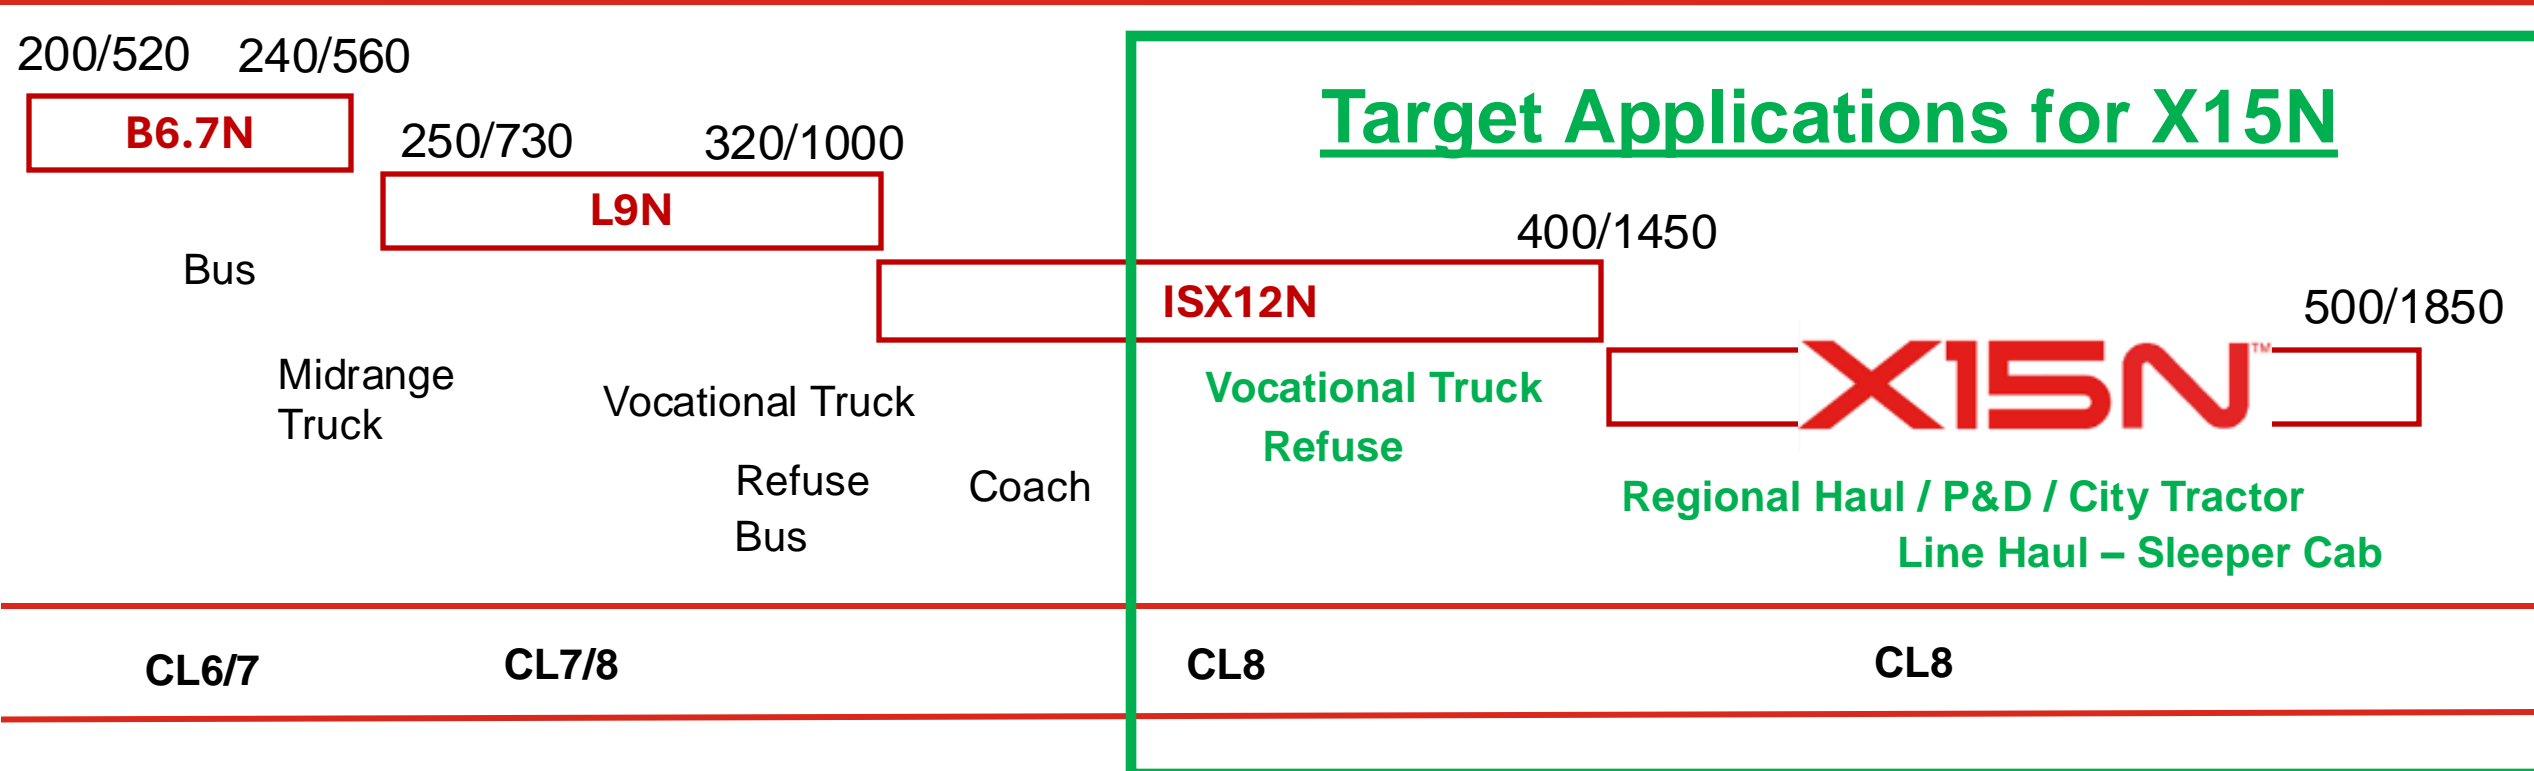 200/520 240/560
B6.7N
250/730 320/1000
L9N
Target Applications for X15N
400/1450
ISX12N
500/1850
X15N™
Bus
Midrange
Truck
Vocational Truck
Refuse
Bus
Coach
Vocational Truck
Refuse
Regional Haul / P&D / City Tractor
Line Haul – Sleeper Cab
CL6/7 CL7/8 CL8 CL8